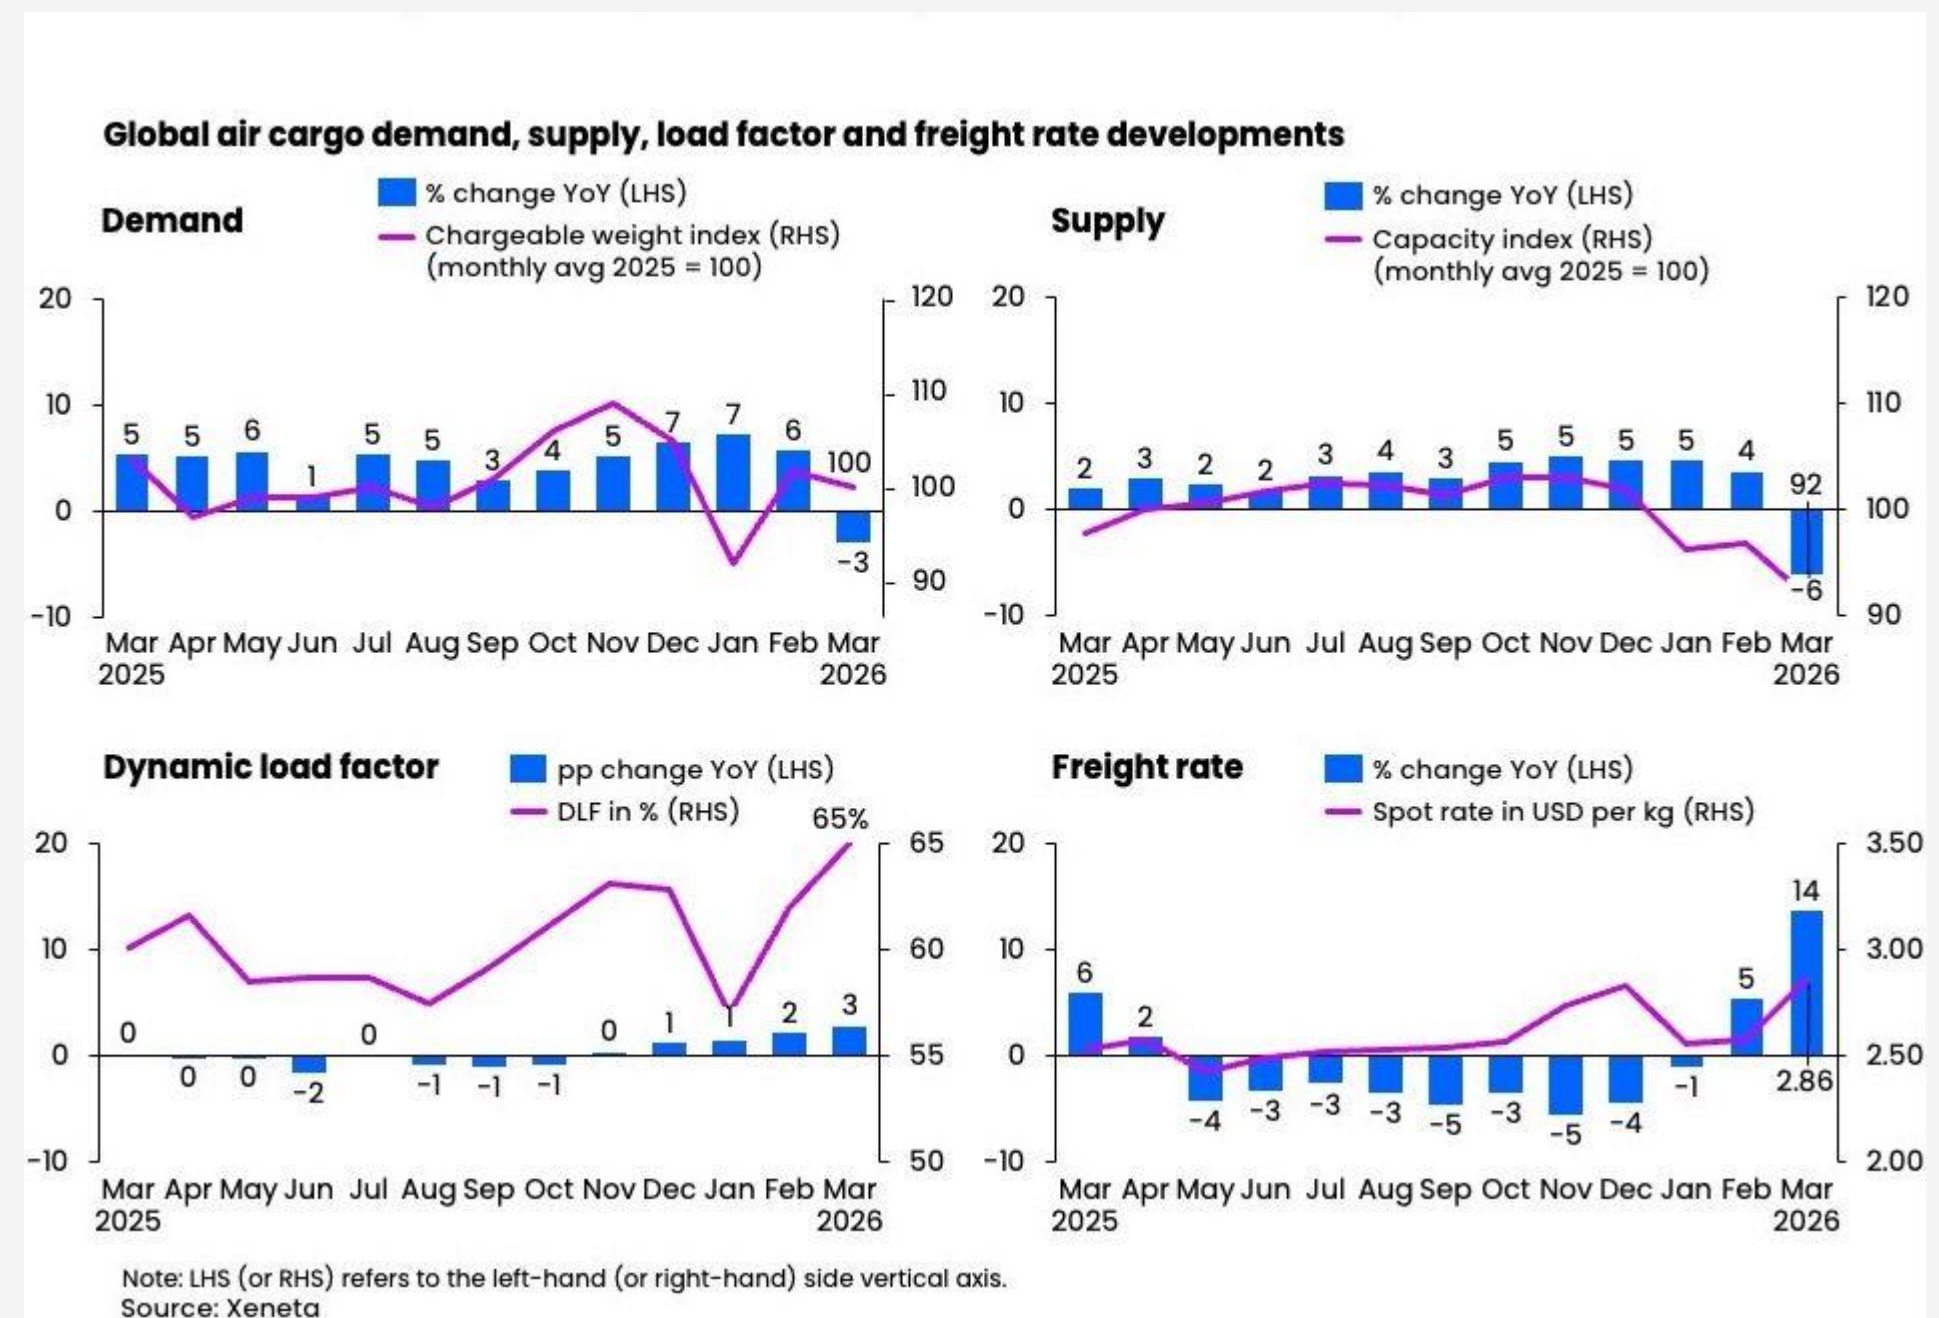 Global air cargo demand, supply, load factor and freight rate developments
Demand
% change YoY (LHS)
Chargeable weight index (RHS)
(monthly avg 2025 = 100)
20
10
0
−10
120
110
100
90
5 5 6 1 5 5 3 4 5 7 7 6 100
−3
Mar Apr May Jun Jul Aug Sep Oct Nov Dec Jan Feb Mar
2025 2026
Supply
% change YoY (LHS)
Capacity index (RHS)
(monthly avg 2025 = 100)
20
10
0
−10
120
110
100
90
2 3 2 2 3 4 3 5 5 5 5 4 92
−6
Mar Apr May Jun Jul Aug Sep Oct Nov Dec Jan Feb Mar
2025 2026
Dynamic load factor
pp change YoY (LHS)
DLF in % (RHS)
65%
20
10
0
−10
65
60
55
50
0 0 0 −2 0 −1 −1 −1 0 1 1 2 3
Mar Apr May Jun Jul Aug Sep Oct Nov Dec Jan Feb Mar
2025 2026
Freight rate
% change YoY (LHS)
Spot rate in USD per kg (RHS)
20
10
0
−10
3.50
3.00
2.50
2.00
6 2 −4 −3 −3 −3 −5 −3 −5 −4 −1 5 14
2.86
Mar Apr May Jun Jul Aug Sep Oct Nov Dec Jan Feb Mar
2025 2026
Note: LHS (or RHS) refers to the left-hand (or right-hand) side vertical axis.
Source: Xeneta